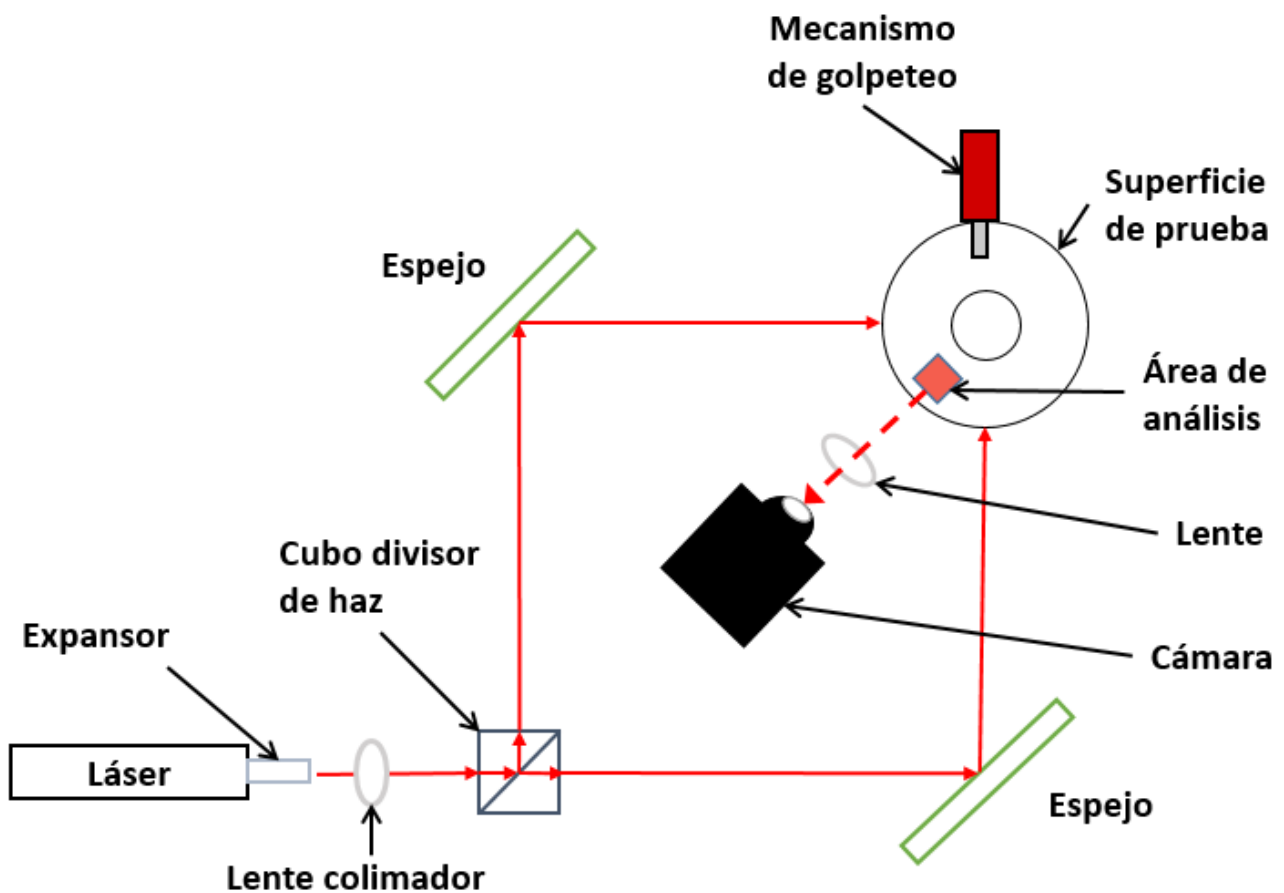 Mecanismo
de golpeteo
Superficie
de prueba
Espejo
Área de
análisis
Lente
Cubo divisor
de haz
Expansor
Cámara
Láser
Espejo
Lente colimador